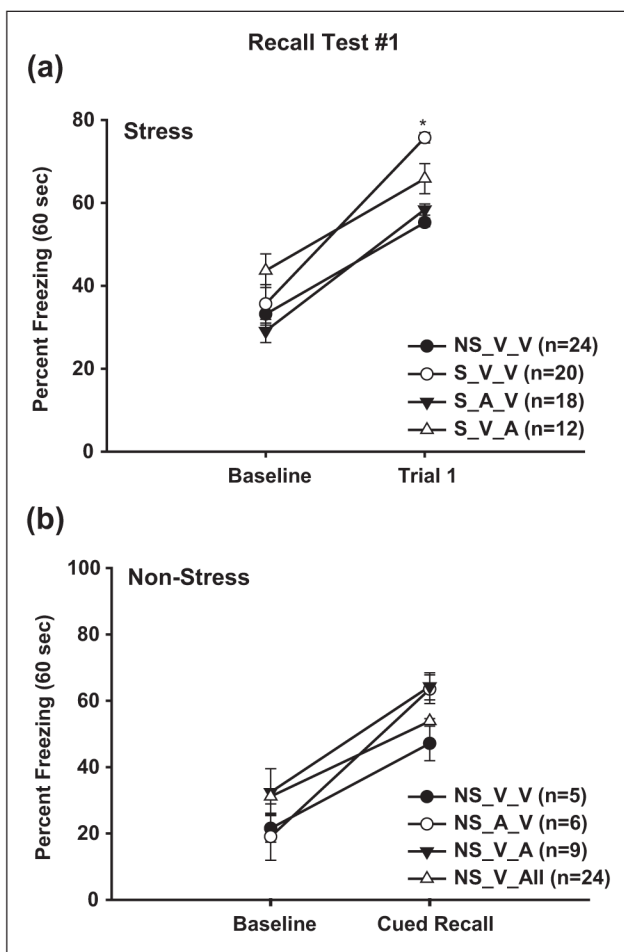 Recall Test #1
(a)
Stress
80
60
40
20
0
Percent Freezing (60 sec)
*
NS_V_V (n=24)
S_V_V (n=20)
S_A_V (n=18)
S_V_A (n=12)
Baseline Trial 1
(b)
Non-Stress
100
80
60
40
20
0
Percent Freezing (60 sec)
NS_V_V (n=5)
NS_A_V (n=6)
NS_V_A (n=9)
NS_V_All (n=24)
Baseline Cued Recall